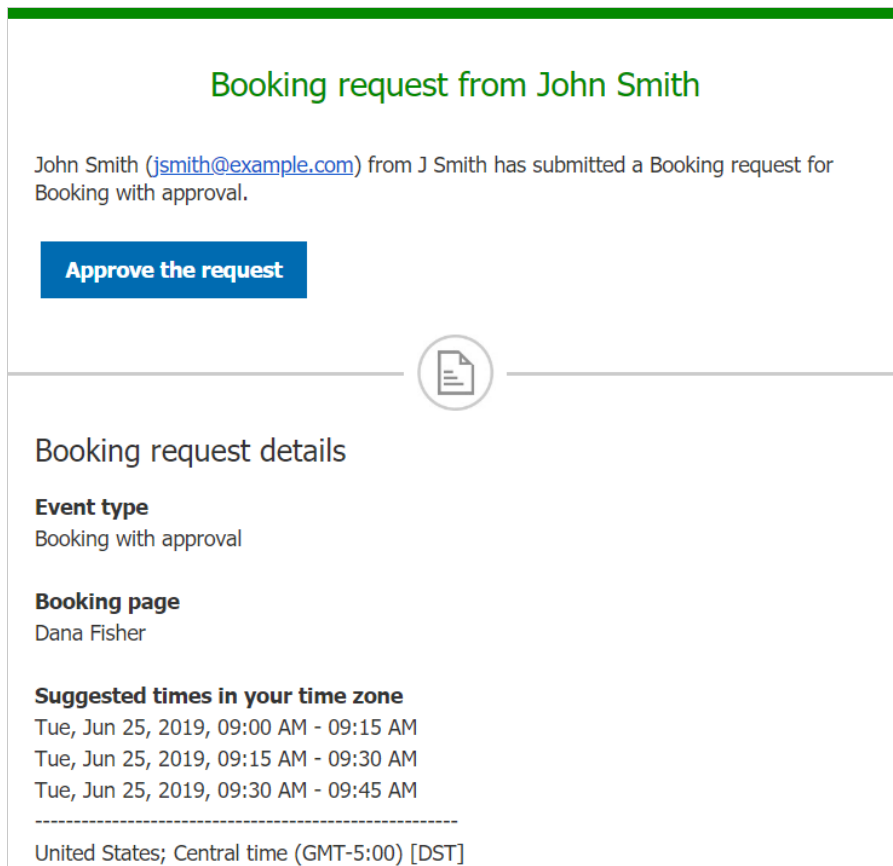 Booking request from John Smith
John Smith (jsmith@example.com) from J Smith has submitted a Booking request for
Booking with approval.
Approve the request
Booking request details
Event type
Booking with approval
Booking page
Dana Fisher
Suggested times in your time zone
Tue, Jun 25, 2019, 09:00 AM - 09:15 AM
Tue, Jun 25, 2019, 09:15 AM - 09:30 AM
Tue, Jun 25, 2019, 09:30 AM - 09:45 AM
-------------------------------------------------------
United States; Central time (GMT-5:00) [DST]